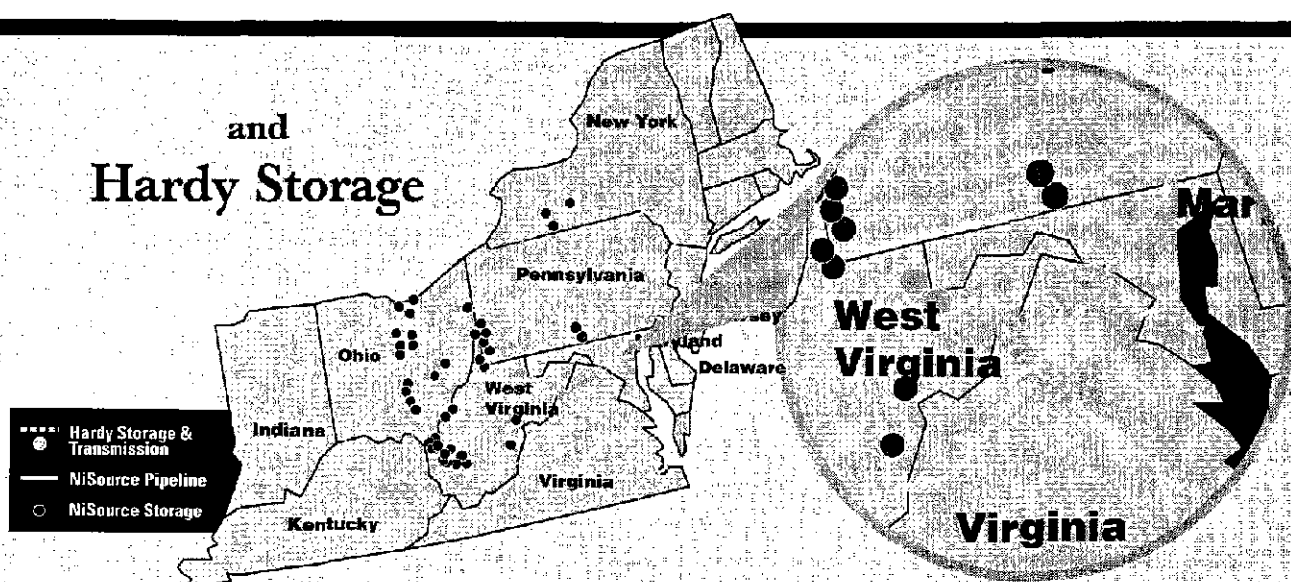 and
Hardy Storage
New York
Pennsylvania
Ohio
West
Virginia
Delaware
Indiana
Virginia
Kentucky
Hardy Storage &
Transmission
NiSource Pipeline
NiSource Storage
Mar
West
Virginia
Virginia